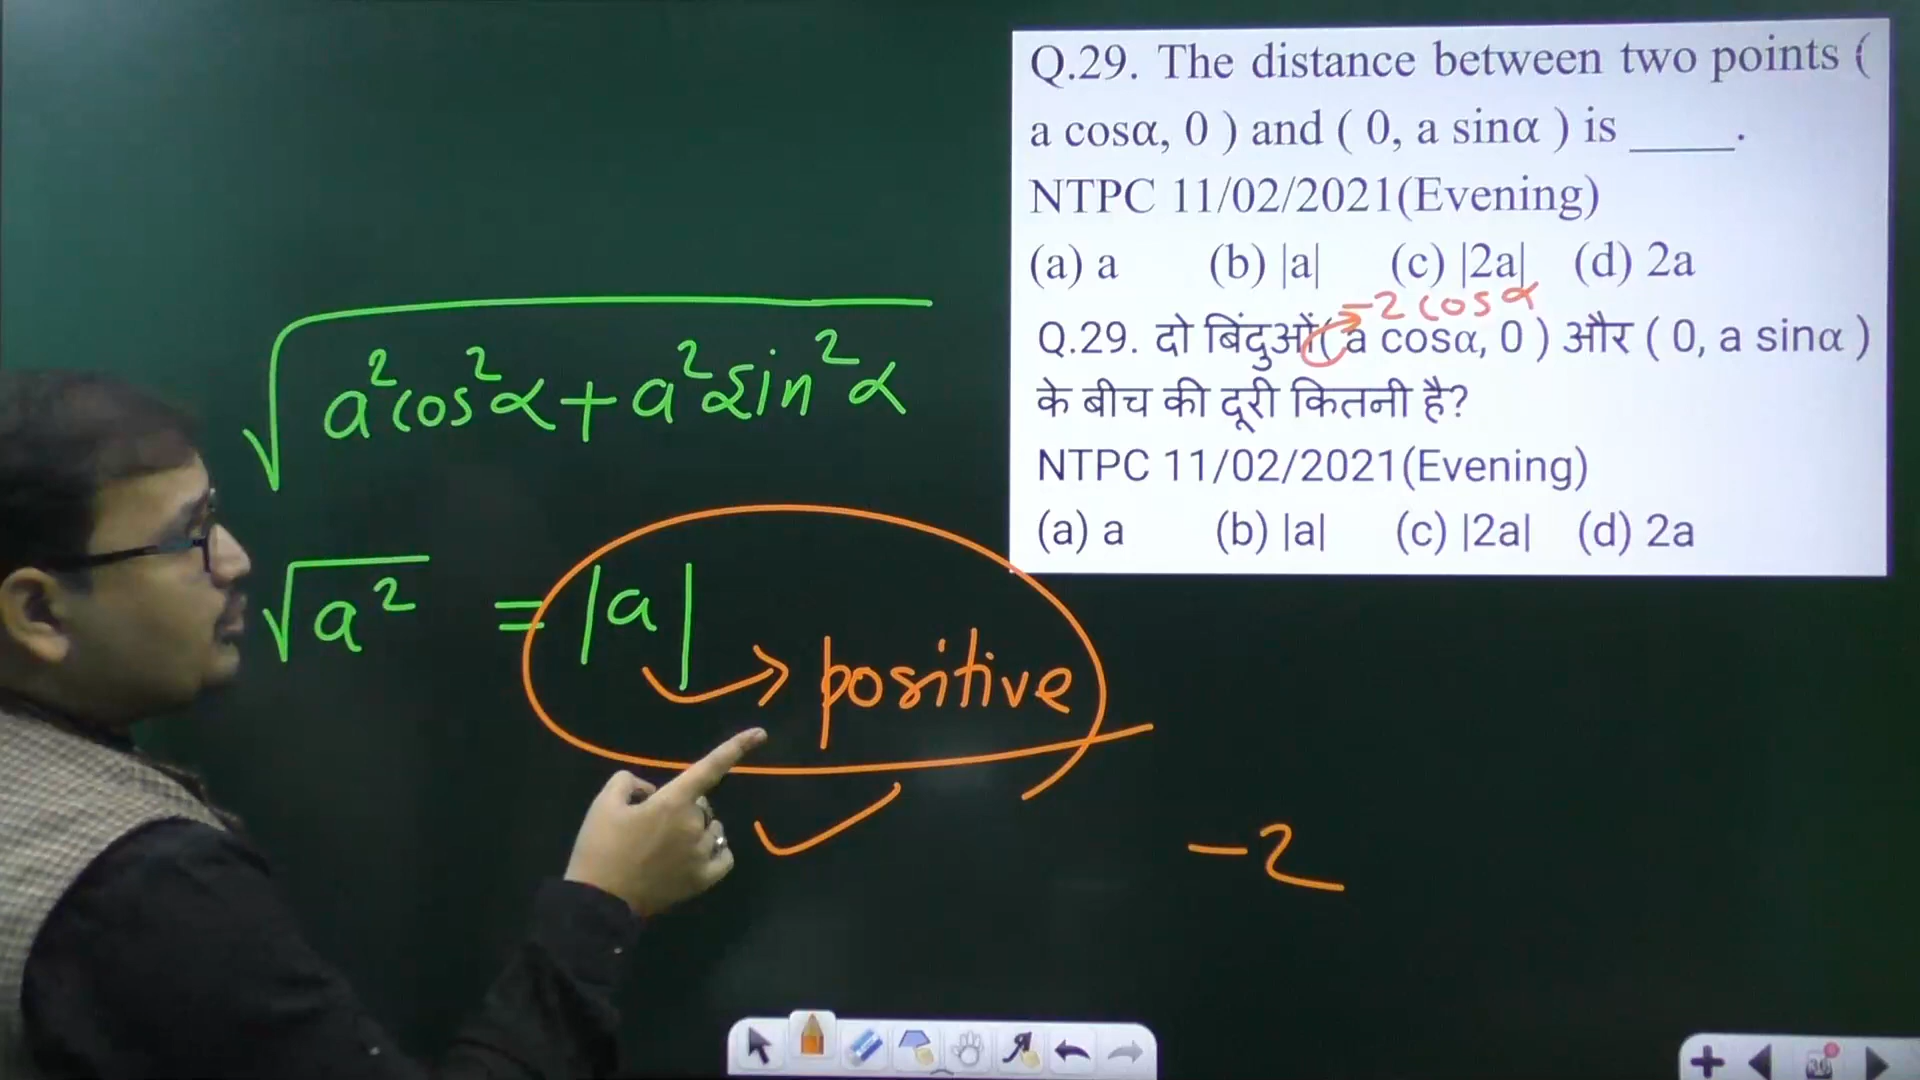 Q.29. The distance between two points (
a cosα, 0 ) and ( 0, a sinα ) is ____.
NTPC 11/02/2021(Evening)
(a) a (b) |a| (c) |2a| (d) 2a
-2 cos α
Q.29. दो बिंदुओं( a cosα, 0 ) और ( 0, a sinα )
के बीच की दूरी कितनी है?
NTPC 11/02/2021(Evening)
(a) a (b) |a| (c) |2a| (d) 2a
√(a²cos²α + a²sin²α)
√a² = |a|
→ positive
-2